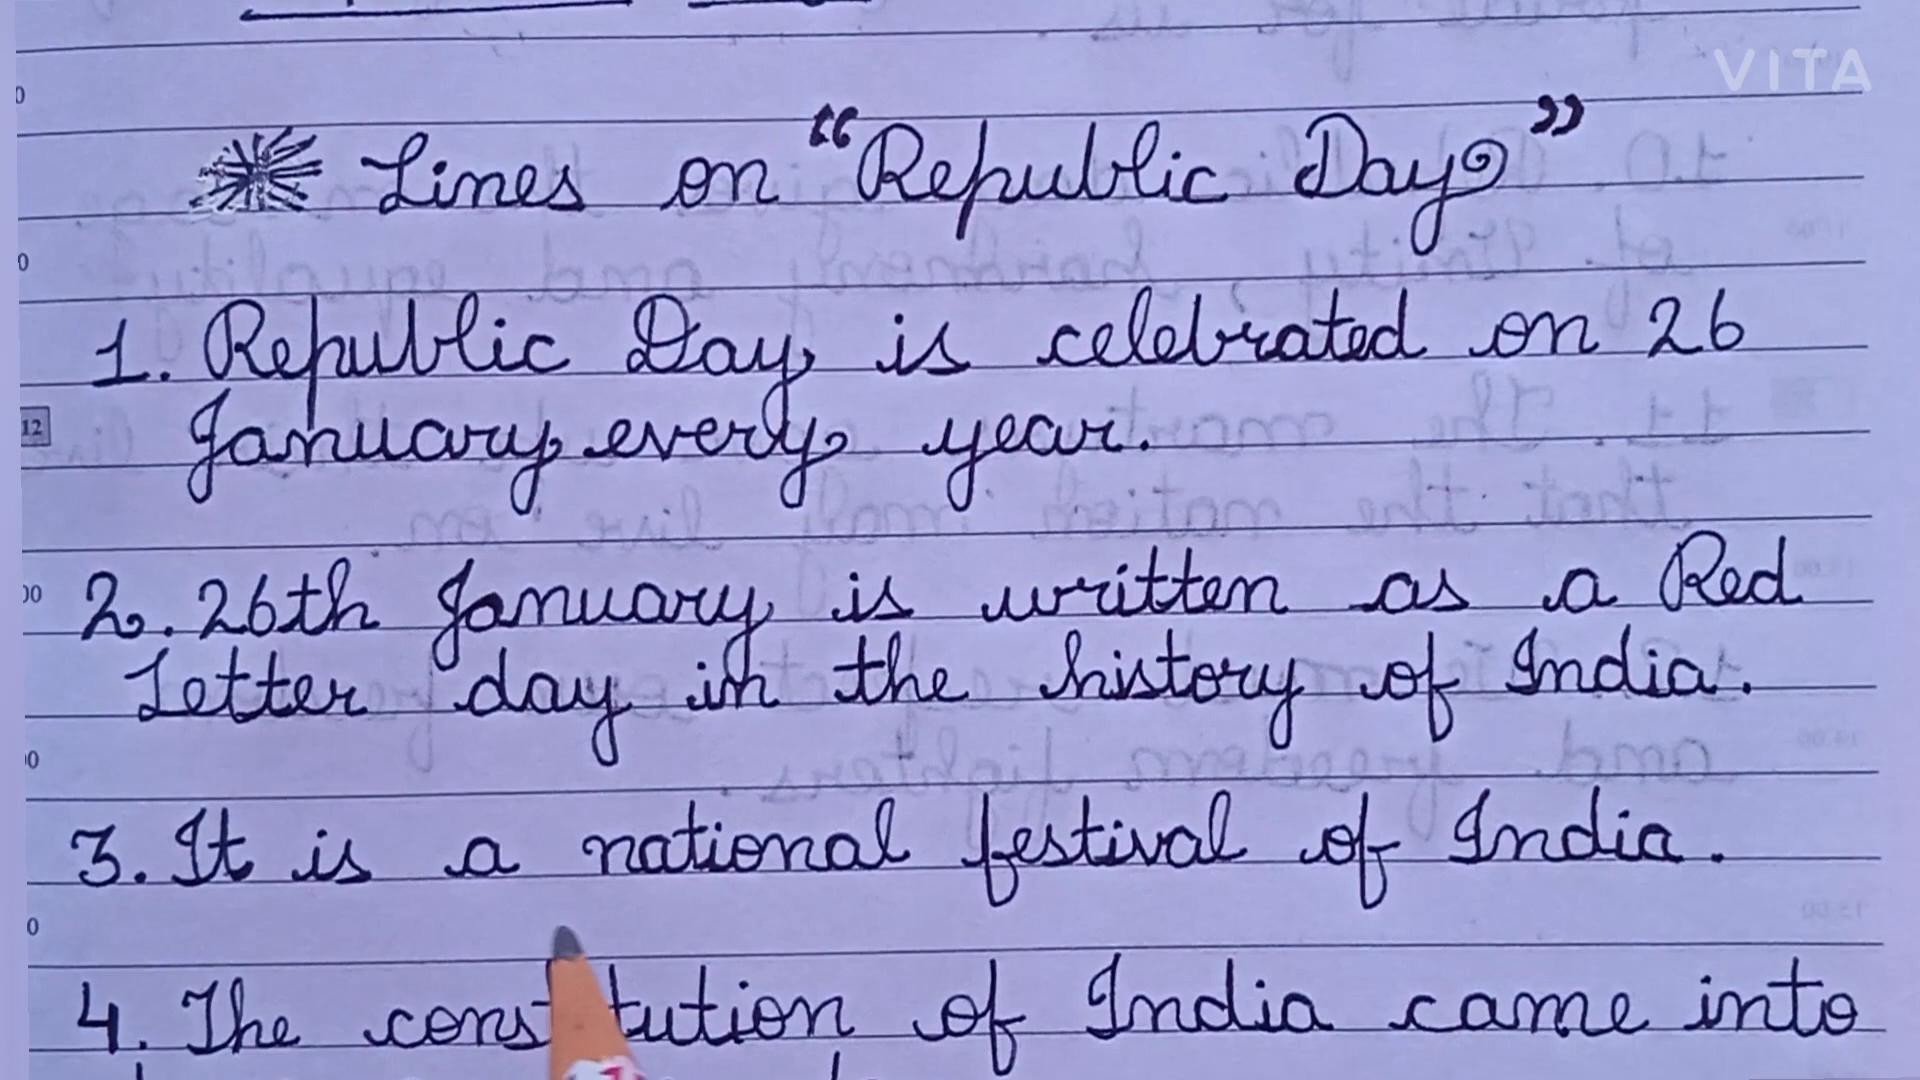 VITA
Lines on "Republic Day"
1. Republic Day is celebrated on 26
January every year.
12
2. 26th January is written as a Red
Letter day in the history of India.
3. It is a national festival of India.
4. The constitution of India came into